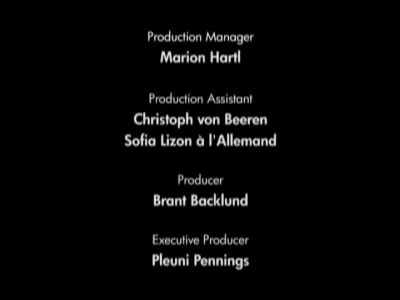 Production Manager
Marion Hartl
Production Assistant
Christoph von Beeren
Sofia Lizon à l'Allemand
Producer
Brant Backlund
Executive Producer
Pleuni Pennings